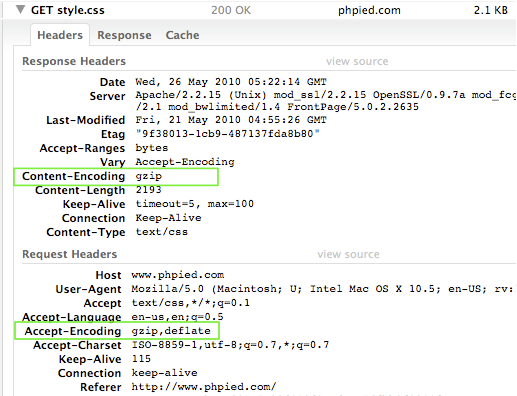 GET style.css 200 OK phpied.com 2.1 KB
Headers Response Cache
Response Headers view source
Date Wed, 26 May 2010 05:22:14 GMT
Server Apache/2.2.15 (Unix) mod_ssl/2.2.15 OpenSSL/0.9.7a mod_fcg
/2.1 mod_bwlimited/1.4 FrontPage/5.0.2.2635
Last-Modified Fri, 21 May 2010 04:55:26 GMT
Etag "9f38013-1cb9-487137fda8b80"
Accept-Ranges bytes
Vary Accept-Encoding
Content-Encoding gzip
Content-Length 2193
Keep-Alive timeout=5, max=100
Connection Keep-Alive
Content-Type text/css
Request Headers view source
Host www.phpied.com
User-Agent Mozilla/5.0 (Macintosh; U; Intel Mac OS X 10.5; en-US; rv:
Accept text/css,*/*;q=0.1
Accept-Language en-us,en;q=0.5
Accept-Encoding gzip,deflate
Accept-Charset ISO-8859-1,utf-8;q=0.7,*;q=0.7
Keep-Alive 115
Connection keep-alive
Referer http://www.phpied.com/